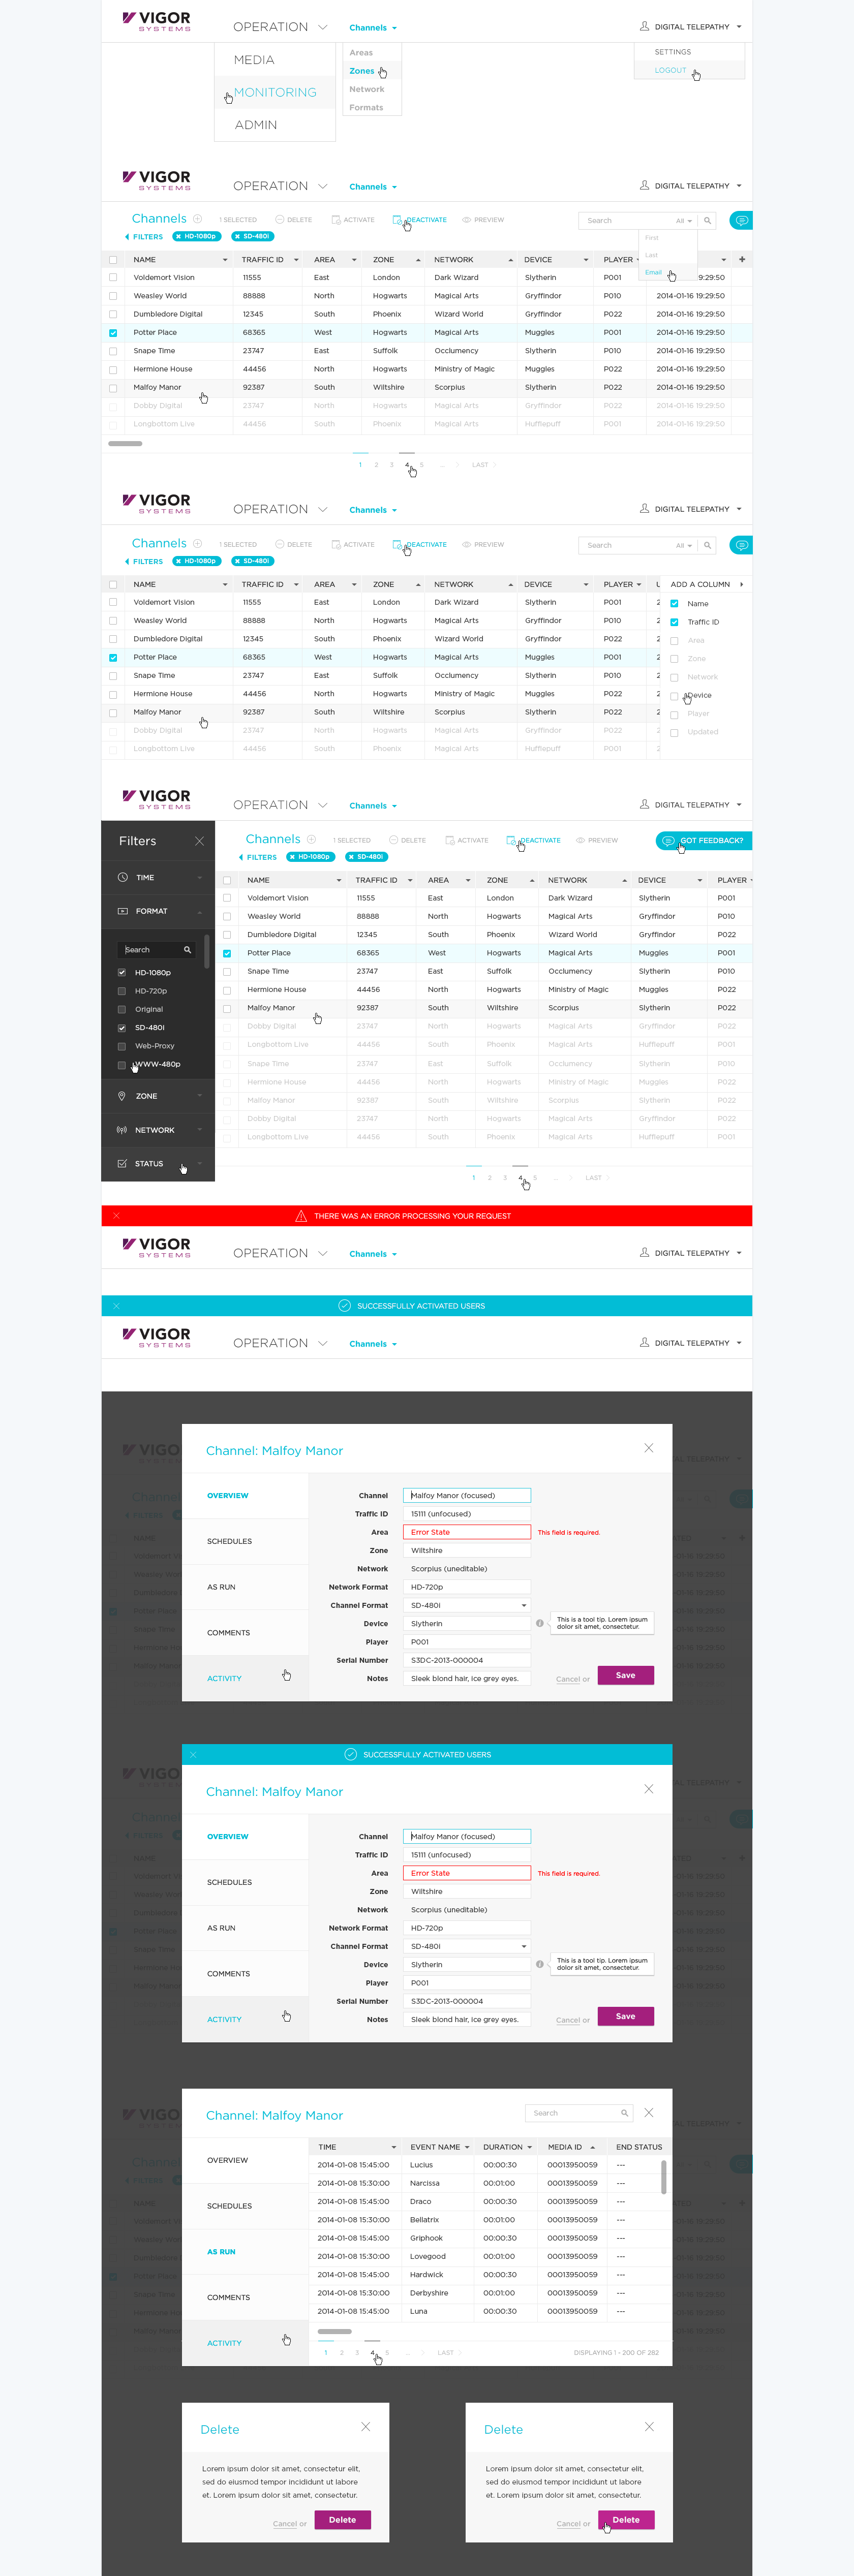 VIGOR
SYSTEMS
OPERATION
Channels
DIGITAL TELEPATHY
MEDIA
MONITORING
ADMIN
Areas
Zones
Network
Formats
SETTINGS
LOGOUT
VIGOR
SYSTEMS
OPERATION
Channels
DIGITAL TELEPATHY
Channels 1 SELECTED DELETE ACTIVATE DEACTIVATE PREVIEW Search All
FILTERS HD-1080p SD-480i
First
Last
Email
NAME TRAFFIC ID AREA ZONE NETWORK DEVICE PLAYER
Voldemort Vision 11555 East London Dark Wizard Slytherin P001 19:29:50
Weasley World 88888 North Hogwarts Magical Arts Gryffindor P010 2014-01-16 19:29:50
Dumbledore Digital 12345 South Phoenix Wizard World Gryffindor P022 2014-01-16 19:29:50
Potter Place 68365 West Hogwarts Magical Arts Muggles P001 2014-01-16 19:29:50
Snape Time 23747 East Suffolk Occlumency Slytherin P010 2014-01-16 19:29:50
Hermione House 44456 North Hogwarts Ministry of Magic Muggles P022 2014-01-16 19:29:50
Malfoy Manor 92387 South Wiltshire Scorpius Slytherin P022 2014-01-16 19:29:50
Dobby Digital 23747 North Hogwarts Magical Arts Gryffindor P022 2014-01-16 19:29:50
Longbottom Live 44456 South Phoenix Magical Arts Hufflepuff P001 2014-01-16 19:29:50
1 2 3 4 5 ... LAST
VIGOR
SYSTEMS
OPERATION
Channels
DIGITAL TELEPATHY
Channels 1 SELECTED DELETE ACTIVATE DEACTIVATE PREVIEW Search All
FILTERS HD-1080p SD-480i
NAME TRAFFIC ID AREA ZONE NETWORK DEVICE PLAYER U ADD A COLUMN
Voldemort Vision 11555 East London Dark Wizard Slytherin P001 2
Weasley World 88888 North Hogwarts Magical Arts Gryffindor P010 2
Dumbledore Digital 12345 South Phoenix Wizard World Gryffindor P022 2
Potter Place 68365 West Hogwarts Magical Arts Muggles P001 2
Snape Time 23747 East Suffolk Occlumency Slytherin P010 2
Hermione House 44456 North Hogwarts Ministry of Magic Muggles P022 2
Malfoy Manor 92387 South Wiltshire Scorpius Slytherin P022 2
Dobby Digital 23747 North Hogwarts Magical Arts Gryffindor P022 2
Longbottom Live 44456 South Phoenix Magical Arts Hufflepuff P001 2
Name
Traffic ID
Area
Zone
Network
Device
Player
Updated
VIGOR
SYSTEMS
OPERATION
Channels
DIGITAL TELEPATHY
Filters
TIME
FORMAT
Search
HD-1080p
HD-720p
Original
SD-480i
Web-Proxy
WWW-480p
ZONE
NETWORK
STATUS
Channels 1 SELECTED DELETE ACTIVATE DEACTIVATE PREVIEW GOT FEEDBACK?
FILTERS HD-1080p SD-480i
NAME TRAFFIC ID AREA ZONE NETWORK DEVICE PLAYER
Voldemort Vision 11555 East London Dark Wizard Slytherin P001
Weasley World 88888 North Hogwarts Magical Arts Gryffindor P010
Dumbledore Digital 12345 South Phoenix Wizard World Gryffindor P022
Potter Place 68365 West Hogwarts Magical Arts Muggles P001
Snape Time 23747 East Suffolk Occlumency Slytherin P010
Hermione House 44456 North Hogwarts Ministry of Magic Muggles P022
Malfoy Manor 92387 South Wiltshire Scorpius Slytherin P022
Dobby Digital 23747 North Hogwarts Magical Arts Gryffindor P022
Longbottom Live 44456 South Phoenix Magical Arts Hufflepuff P001
Snape Time 23747 East Suffolk Occlumency Slytherin P010
Hermione House 44456 North Hogwarts Ministry of Magic Muggles P022
Malfoy Manor 92387 South Phoenix Magical Arts Slytherin P022
Dobby Digital 23747 North Hogwarts Magical Arts Gryffindor P022
Longbottom Live 44456 South Phoenix Magical Arts Hufflepuff P001
1 2 3 4 5 ... LAST
THERE WAS AN ERROR PROCESSING YOUR REQUEST
VIGOR
SYSTEMS
OPERATION
Channels
DIGITAL TELEPATHY
SUCCESSFULLY ACTIVATED USERS
VIGOR
SYSTEMS
OPERATION
Channels
DIGITAL TELEPATHY
Channel: Malfoy Manor
OVERVIEW
SCHEDULES
AS RUN
COMMENTS
ACTIVITY
Channel Malfoy Manor (focused)
Traffic ID 15111 (unfocused)
Area Error State This field is required.
Zone Wiltshire
Network Scorpius (uneditable)
Network Format HD-720p
Channel Format SD-480i
Device Slytherin
This is a tool tip. Lorem ipsum
dolor sit amet, consectetur.
Player P001
Serial Number S3DC-2013-000004
Notes Sleek blond hair, ice grey eyes.
Cancel or Save
SUCCESSFULLY ACTIVATED USERS
Channel: Malfoy Manor
OVERVIEW
SCHEDULES
AS RUN
COMMENTS
ACTIVITY
Channel Malfoy Manor (focused)
Traffic ID 15111 (unfocused)
Area Error State This field is required.
Zone Wiltshire
Network Scorpius (uneditable)
Network Format HD-720p
Channel Format SD-480i
Device Slytherin
This is a tool tip. Lorem ipsum
dolor sit amet, consectetur.
Player P001
Serial Number S3DC-2013-000004
Notes Sleek blond hair, ice grey eyes.
Cancel or Save
Channel: Malfoy Manor
Search
OVERVIEW
SCHEDULES
AS RUN
COMMENTS
ACTIVITY
TIME EVENT NAME DURATION MEDIA ID END STATUS
2014-01-08 15:45:00 Lucius 00:00:30 00013950059 ---
2014-01-08 15:30:00 Narcissa 00:01:00 00013950059 ---
2014-01-08 15:45:00 Draco 00:00:30 00013950059 ---
2014-01-08 15:30:00 Bellatrix 00:01:00 00013950059 ---
2014-01-08 15:45:00 Griphook 00:00:30 00013950059 ---
2014-01-08 15:30:00 Lovegood 00:01:00 00013950059 ---
2014-01-08 15:45:00 Hardwick 00:00:30 00013950059 ---
2014-01-08 15:30:00 Derbyshire 00:01:00 00013950059 ---
2014-01-08 15:45:00 Luna 00:00:30 00013950059 ---
1 2 3 4 5 ... LAST
DISPLAYING 1 - 200 OF 282
Delete
Lorem ipsum dolor sit amet, consectetur elit,
sed do eiusmod tempor incididunt ut labore
et. Lorem ipsum dolor sit amet, consectetur.
Cancel or Delete
Delete
Lorem ipsum dolor sit amet, consectetur elit,
sed do eiusmod tempor incididunt ut labore
et. Lorem ipsum dolor sit amet, consectetur.
Cancel or Delete